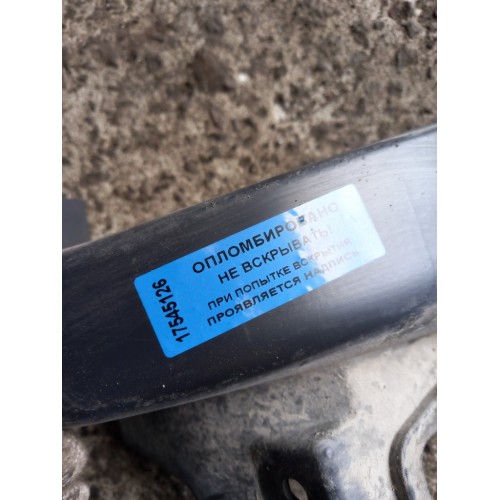 ОПЛОМБИРОВАНО
НЕ ВСКРЫВАТЬ!
ПРИ ПОПЫТКЕ ВСКРЫТИЯ
ПРОЯВЛЯЕТСЯ НАДПИСЬ
17545126